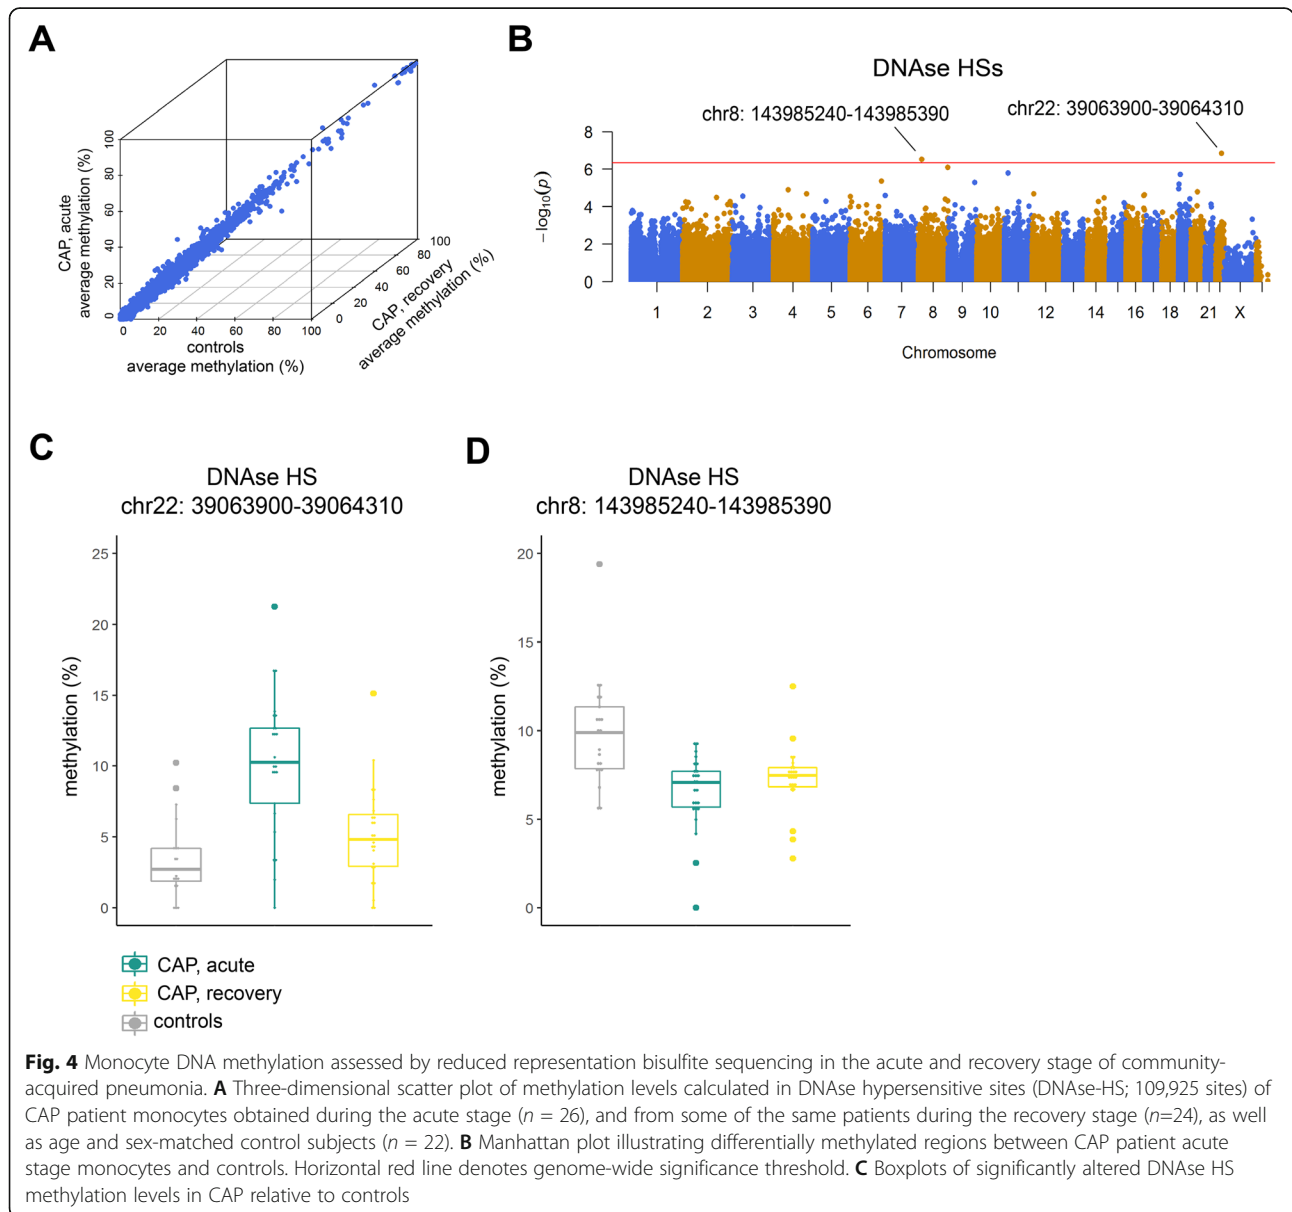 A
100
80
60
40
20
0
CAP, acute
average methylation (%)
0 20 40 60 80 100
controls
average methylation (%)
0
20
40
60
80
100
CAP, recovery
average methylation (%)
B
DNAse HSs
chr8: 143985240-143985390
chr22: 39063900-39064310
8
6
4
2
0
−log10(p)
1 2 3 4 5 6 7 8 9 10 12 14 16 18 21 X
Chromosome
C
DNAse HS
chr22: 39063900-39064310
25
20
15
10
5
0
methylation (%)
D
DNAse HS
chr8: 143985240-143985390
20
15
10
5
0
methylation (%)
CAP, acute
CAP, recovery
controls
Fig. 4 Monocyte DNA methylation assessed by reduced representation bisulfite sequencing in the acute and recovery stage of community-
acquired pneumonia. A Three-dimensional scatter plot of methylation levels calculated in DNAse hypersensitive sites (DNAse-HS; 109,925 sites) of
CAP patient monocytes obtained during the acute stage (n = 26), and from some of the same patients during the recovery stage (n=24), as well
as age and sex-matched control subjects (n = 22). B Manhattan plot illustrating differentially methylated regions between CAP patient acute
stage monocytes and controls. Horizontal red line denotes genome-wide significance threshold. C Boxplots of significantly altered DNAse HS
methylation levels in CAP relative to controls